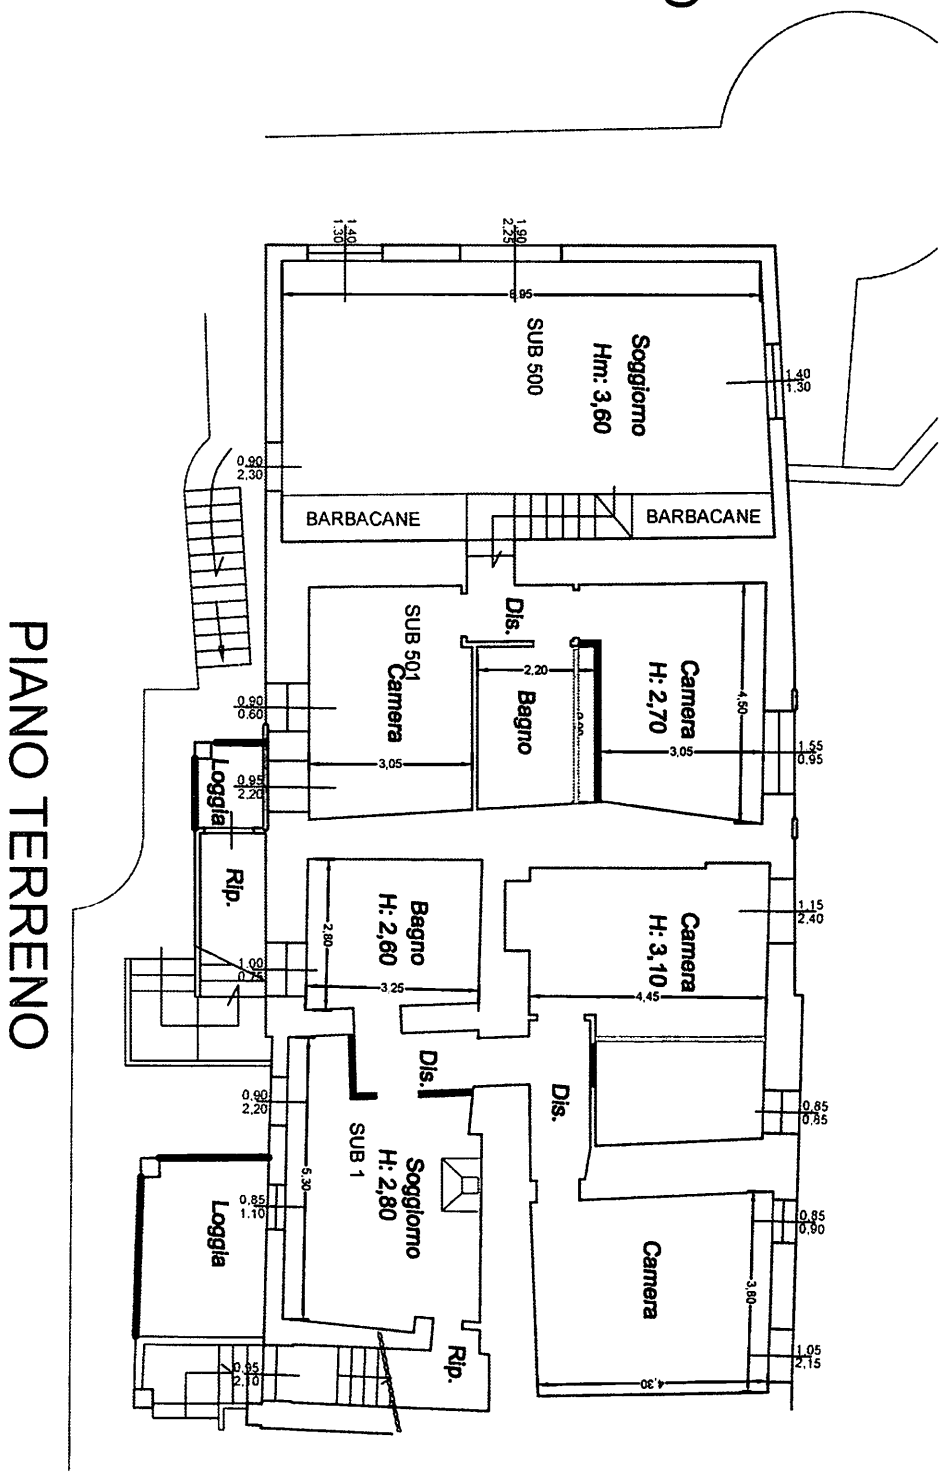 PIANO TERRENO
1.40
1.30
1.90
2.25
8.95
SUB 500
Soggiorno
Hm: 3,60
1.40
1.30
0.90
2.30
BARBACANE
BARBACANE
Dis.
SUB 501
Camera
3,05
2,20
Bagno
Camera
H: 2,70
4,50
3,05
1.55
0.95
0.90
0.60
0.95
2.20
Loggia
Rip.
Bagno
H: 2,60
2,80
3,25
1.00
0.75
Camera
H: 3,10
4,45
1.15
2.40
Dis.
Dis.
0.85
0.85
0.90
2,20
SUB 1
Soggiorno
H: 2,80
5,30
0.85
1.10
Loggia
Camera
3,80
4,30
0.85
0.90
1.05
2.15
Rip.
0.95
2.10